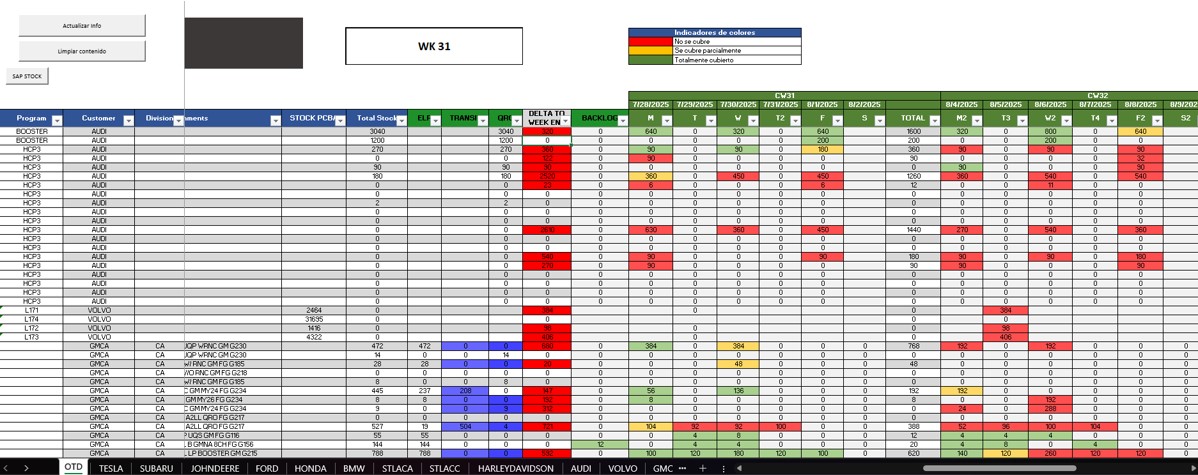 Actualizar Info
Limpiar contenido
SAP STOCK
WK 31
Indicadores de colores
No se cubre
Se cubre parcialmente
Totalmente cubierto
CW31 CW32
7/28/2025 7/29/2025 7/30/2025 7/31/2025 8/1/2025 8/2/2025 8/4/2025 8/5/2025 8/6/2025 8/7/2025 8/8/2025 8/9/202
Program Customer Division STOCK PCBA Total Stock DELTA TO WEEK EN BACKLOG M T W T2 F S TOTAL M2 T3 W2 T4 F2 S2
BOOSTER AUDI 3040 3040 320 0 640 0 320 0 640 0 1600 320 0 800 0 640 0
BOOSTER AUDI 1200 1200 0 0 0 0 0 0 200 0 200 0 0 200 0 0 0
HCP3 AUDI 270 270 0 90 0 90 0 180 0 360 90 0 90 0 90 0
HCP3 AUDI 0 0 0 90 0 0 0 0 0 90 0 0 0 0 32 0
HCP3 AUDI 90 90 0 0 0 0 0 0 0 0 90 0 0 0 90 0
HCP3 AUDI 180 180 2520 0 360 0 450 0 450 0 1260 360 0 540 0 540 0
HCP3 AUDI 0 0 23 0 6 0 0 0 6 0 12 0 0 11 0 0 0
HCP3 AUDI 0 0 0 0 0 0 0 0 0 0 0 0 0 0 0
HCP3 AUDI 2 2 0 0 0 0 0 0 0 0 0 0 0 0 0 0
HCP3 AUDI 0 0 0 0 0 0 0 0 0 0 0 0 0 0 0
HCP3 AUDI 0 0 0 0 0 0 0 0 0 0 0 0 0 0 0
HCP3 AUDI 0 0 0 630 0 360 0 450 0 1440 270 0 540 0 360 0
HCP3 AUDI 0 0 0 0 0 0 0 0 0 0 0 0 0 0 0
HCP3 AUDI 0 0 0 0 0 0 0 0 0 0 0 0 0 0 0
HCP3 AUDI 0 0 540 0 90 0 0 0 90 0 180 90 0 90 0 180 0
HCP3 AUDI 0 0 270 0 90 0 0 0 0 0 90 90 0 0 0 90 0
HCP3 AUDI 0 0 0 0 0 0 0 0 0 0 0 0 0 0 0
HCP3 AUDI 0 0 0 0 0 0 0 0 0 0 0 0 0 0 0
HCP3 AUDI 0 0 0 0 0 0 0 0 0 0 0 0 0 0 0
HCP3 AUDI 0 0 0 0 0 0 0 0 0 0 0 0 0 0 0
L171 VOLVO 2464 0 384 0 384
L174 VOLVO 31695 0 0
L172 VOLVO 1416 0 98 0 98
L173 VOLVO 4322 0 406 0 406
GMCA CA JQP WRNC GM G230 472 472 0 0 0 384 0 384 0 0 0 768 192 0 192 0 0 0
GMCA CA JQP WRNC GM G230 14 0 0 14 0 0 0 0 0 0 0 0 0 0 0 0 0 0
GMCA CA W/ RNC GM FG G185 28 28 0 0 0 0 0 48 0 0 0 48 0 0 0 0 0 0
GMCA CA W/O RNC GM FG G218 0 0 0 0 0 0 0 0 0 0 0 0 0 0 0 0 0
GMCA CA W/ RNC GM FG G185 8 0 0 8 0 0 0 0 0 0 0 0 0 0 0 0 0
GMCA CA C GM MY24 FG G234 445 237 208 0 147 0 56 0 136 0 0 0 192 192 0 0 0 0 0
GMCA CA GM MY26 FG G234 8 8 0 0 192 0 8 0 0 0 0 0 8 0 0 192 0 0 0
GMCA CA C GM MY24 FG G234 9 0 0 9 0 0 0 0 0 0 0 0 24 0 288 0 0 0
GMCA CA A2LL QRO FG G217 0 0 0 0 0 0 0 0 0 0 0 0 0 0 0 0
GMCA CA A2LL QRO FG G217 527 19 504 4 721 0 104 92 92 100 0 0 388 52 96 100 104 0 0
GMCA CA P UQS GM FG G116 55 55 0 0 0 0 4 8 0 0 0 12 4 4 8 4 0 0
GMCA CA L B GMNA 8CH FG G156 144 144 0 0 12 0 4 0 0 0 0 4 20 4 8 0 4 0 0
GMCA CA L LP BOOSTER GM G215 788 788 0 0 0 100 120 180 120 100 0 620 140 120 260 120 0
OTD TESLA SUBARU JOHNDEERE FORD HONDA BMW STLACA STLACC HARLEYDAVIDSON AUDI VOLVO GMC